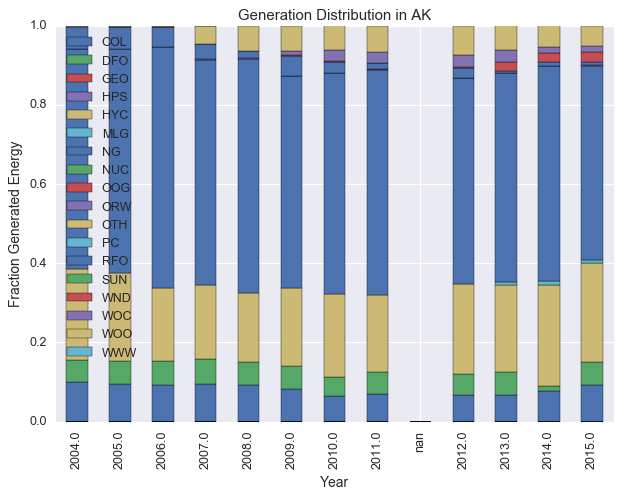 Generation Distribution in AK
Fraction Generated Energy
1.0
0.8
0.6
0.4
0.2
0.0
COL
DFO
GEO
HPS
HYC
MLG
NG
NUC
OOG
ORW
OTH
PC
RFO
SUN
WND
WOC
WOO
WWW
2004.0
2005.0
2006.0
2007.0
2008.0
2009.0
2010.0
2011.0
nan
2012.0
2013.0
2014.0
2015.0
Year